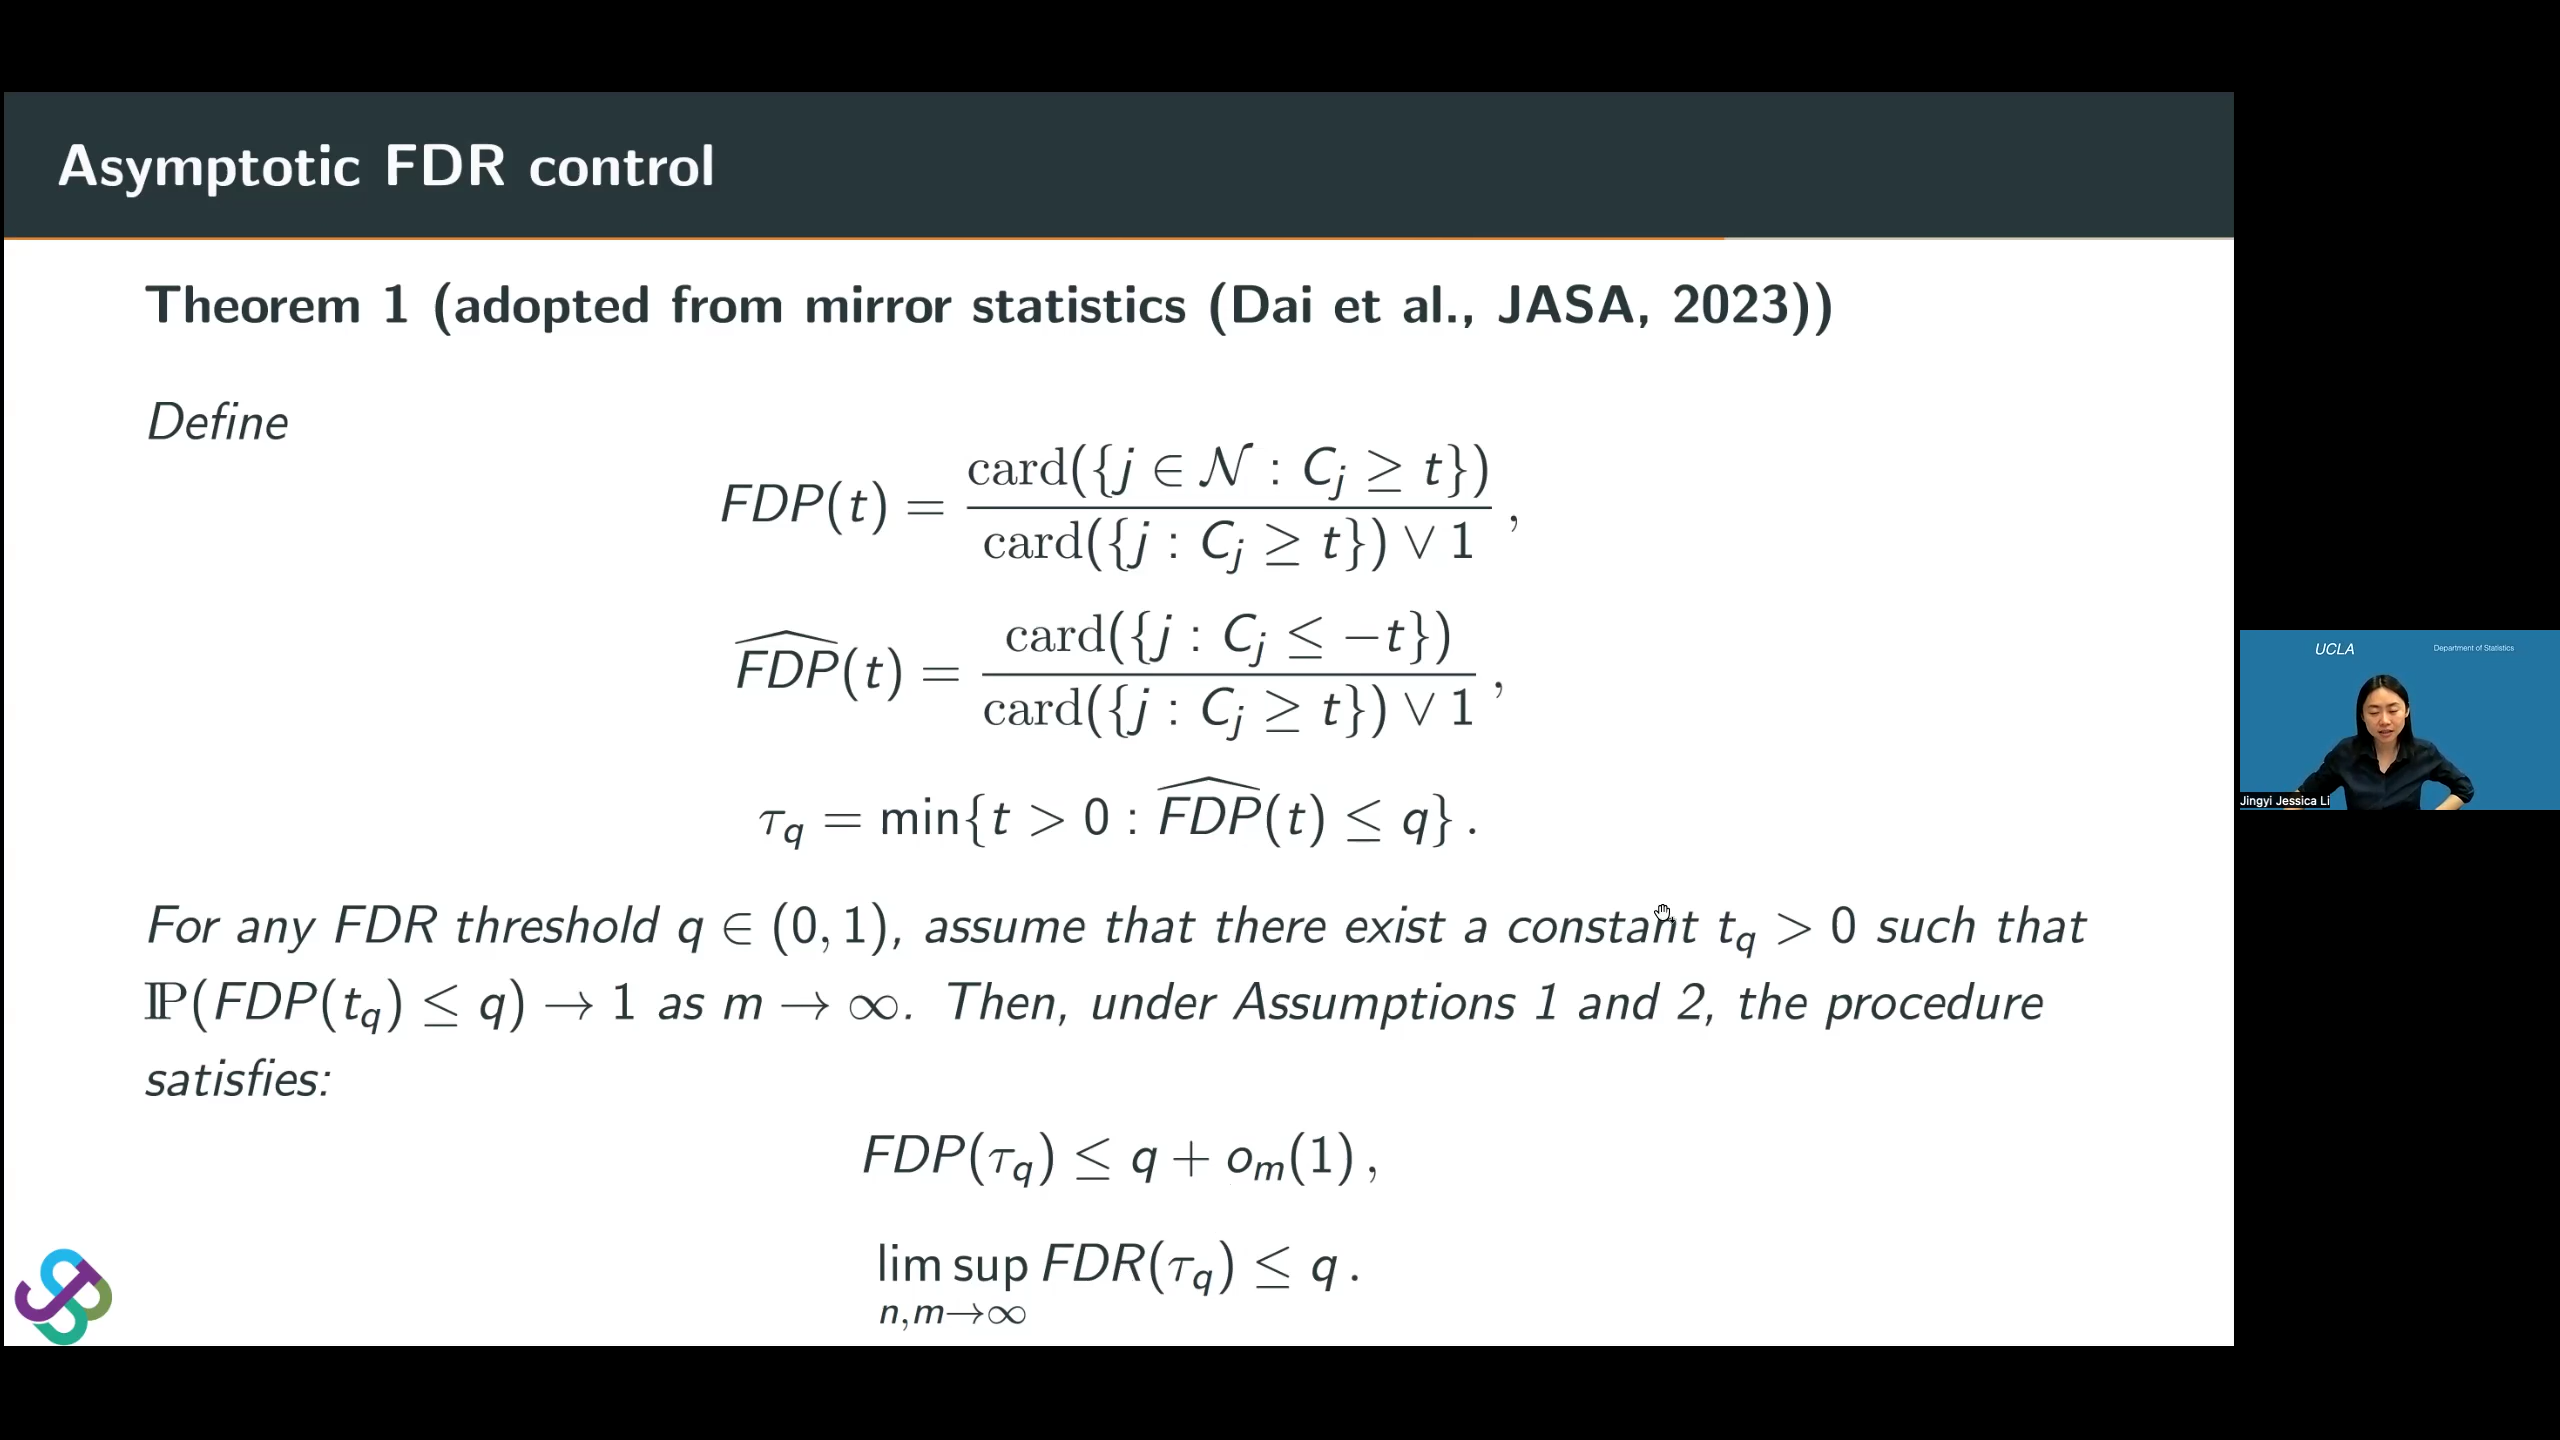 Asymptotic FDR control
Theorem 1 (adopted from mirror statistics (Dai et al., JASA, 2023))
Define
FDP(t) = card({j ∈ 𝒩 : C_j ≥ t}) / card({j : C_j ≥ t}) ∨ 1 ,
\widehat{FDP}(t) = card({j : C_j ≤ −t}) / card({j : C_j ≥ t}) ∨ 1 ,
τ_q = min{t > 0 : \widehat{FDP}(t) ≤ q} .
For any FDR threshold q ∈ (0, 1), assume that there exist a constant t_q > 0 such that
ℙ(FDP(t_q) ≤ q) → 1 as m → ∞. Then, under Assumptions 1 and 2, the procedure
satisfies:
FDP(τ_q) ≤ q + o_m(1) ,
lim sup_{n,m→∞} FDR(τ_q) ≤ q .
UCLA
Department of Statistics
Jingyi Jessica Li